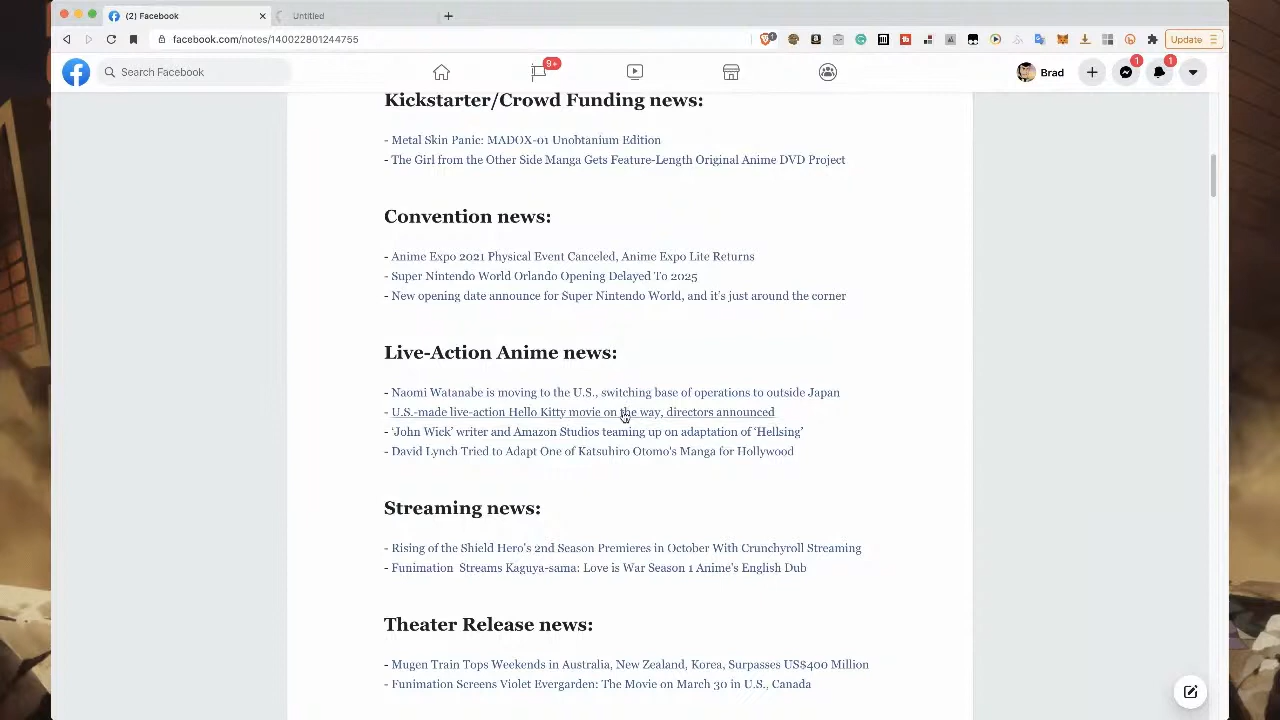 (2) Facebook
Untitled
facebook.com/notes/140022801244755
Update
Search Facebook
9+
Brad
1
1
Kickstarter/Crowd Funding news:
- Metal Skin Panic: MADOX-01 Unobtanium Edition
- The Girl from the Other Side Manga Gets Feature-Length Original Anime DVD Project
Convention news:
- Anime Expo 2021 Physical Event Canceled, Anime Expo Lite Returns
- Super Nintendo World Orlando Opening Delayed To 2025
- New opening date announce for Super Nintendo World, and it's just around the corner
Live-Action Anime news:
- Naomi Watanabe is moving to the U.S., switching base of operations to outside Japan
- U.S.-made live-action Hello Kitty movie on the way, directors announced
- 'John Wick' writer and Amazon Studios teaming up on adaptation of 'Hellsing'
- David Lynch Tried to Adapt One of Katsuhiro Otomo's Manga for Hollywood
Streaming news:
- Rising of the Shield Hero's 2nd Season Premieres in October With Crunchyroll Streaming
- Funimation Streams Kaguya-sama: Love is War Season 1 Anime's English Dub
Theater Release news:
- Mugen Train Tops Weekends in Australia, New Zealand, Korea, Surpasses US$400 Million
- Funimation Screens Violet Evergarden: The Movie on March 30 in U.S., Canada